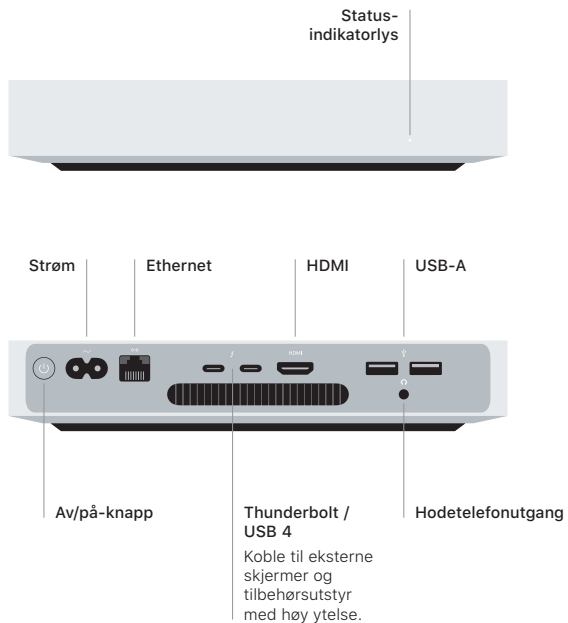 Status-
indikatorlys
Strøm
Ethernet
HDMI
USB-A
HDMI
Av/på-knapp
Thunderbolt /
USB 4
Koble til eksterne
skjermer og
tilbehørsutstyr
med høy ytelse.
Hodetelefonutgang